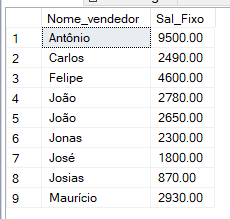 Nome_vendedor Sal_Fixo
1 Antônio 9500.00
2 Carlos 2490.00
3 Felipe 4600.00
4 João 2780.00
5 João 2650.00
6 Jonas 2300.00
7 José 1800.00
8 Josias 870.00
9 Maurício 2930.00